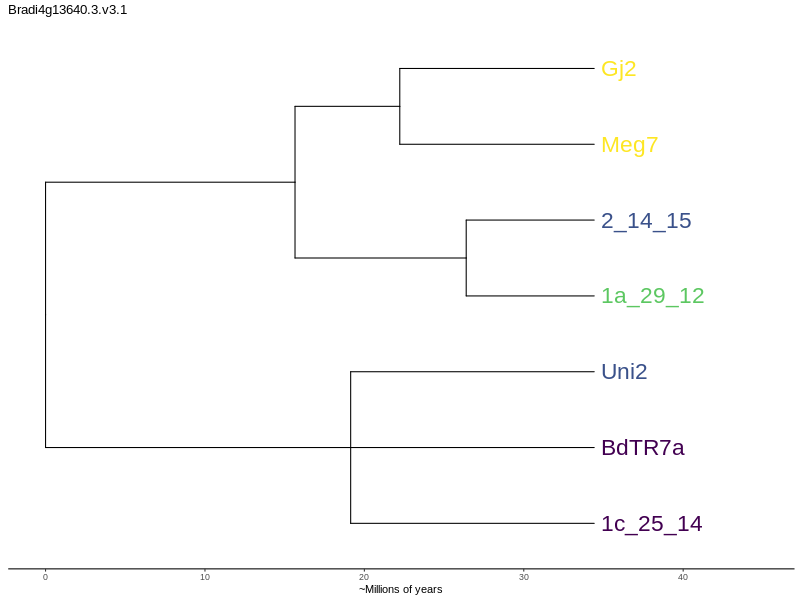 Bradi4g13640.3.v3.1
Gj2
Meg7
2_14_15
1a_29_12
Uni2
BdTR7a
1c_25_14
0 10 20 30 40
~Millions of years